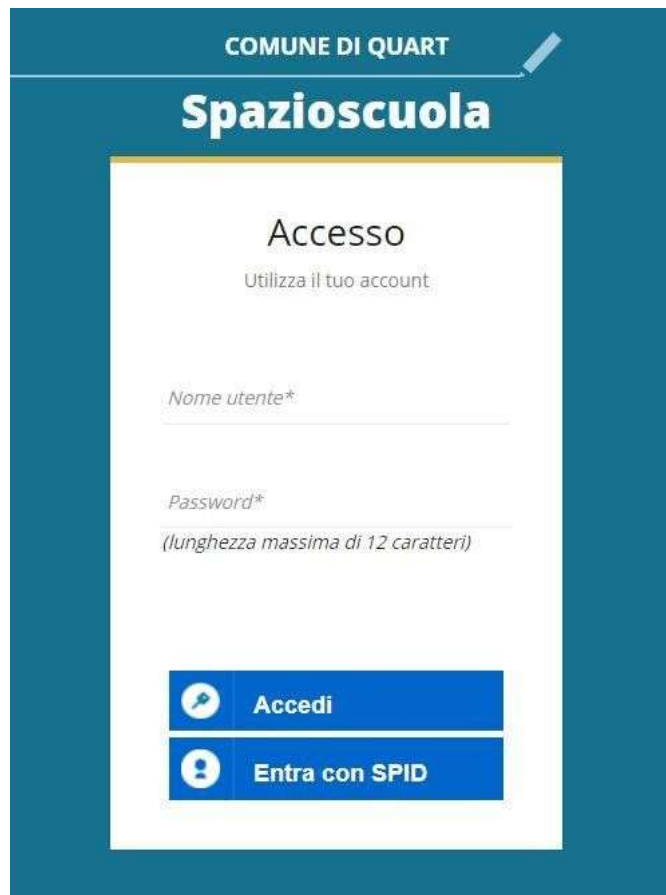 COMUNE DI QUART
Spazioscuola
Accesso
Utilizza il tuo account
Nome utente*
Password*
(lunghezza massima di 12 caratteri)
Accedi
Entra con SPID